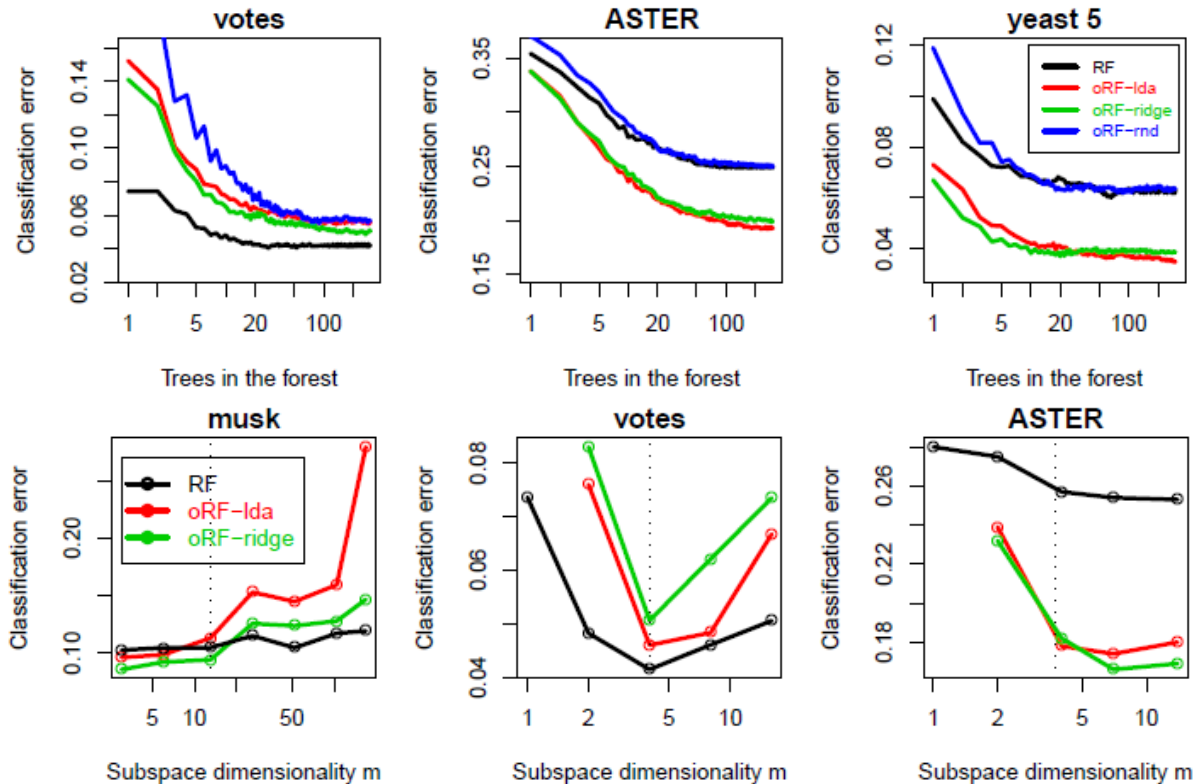 votes
Classification error
0.02 0.06 0.10 0.14
1 5 20 100
Trees in the forest
ASTER
Classification error
0.15 0.25 0.35
1 5 20 100
Trees in the forest
yeast 5
Classification error
0.04 0.08 0.12
RF
oRF-lda
oRF-ridge
oRF-rnd
1 5 20 100
Trees in the forest
musk
Classification error
0.10 0.20
RF
oRF-lda
oRF-ridge
5 10 50
Subspace dimensionality m
votes
Classification error
0.04 0.06 0.08
1 2 5 10
Subspace dimensionality m
ASTER
Classification error
0.18 0.22 0.26
1 2 5 10
Subspace dimensionality m